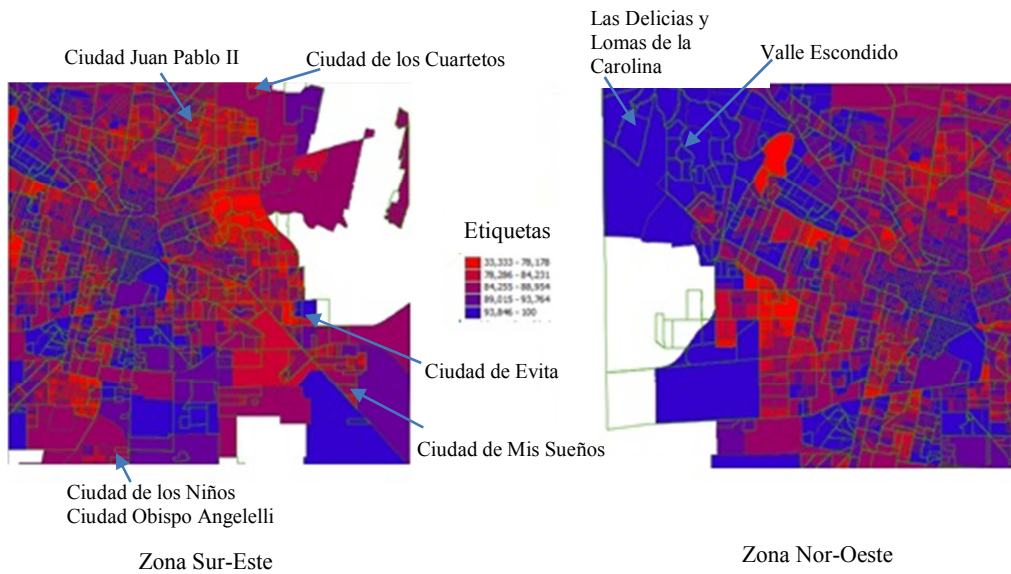 Ciudad Juan Pablo II
Ciudad de los Cuartetos
Las Delicias y
Lomas de la
Carolina
Valle Escondido
Etiquetas
33,333 - 78,178
78,286 - 84,231
84,255 - 88,954
89,015 - 93,764
93,846 - 100
Ciudad de Evita
Ciudad de Mis Sueños
Ciudad de los Niños
Ciudad Obispo Angelelli
Zona Sur-Este
Zona Nor-Oeste